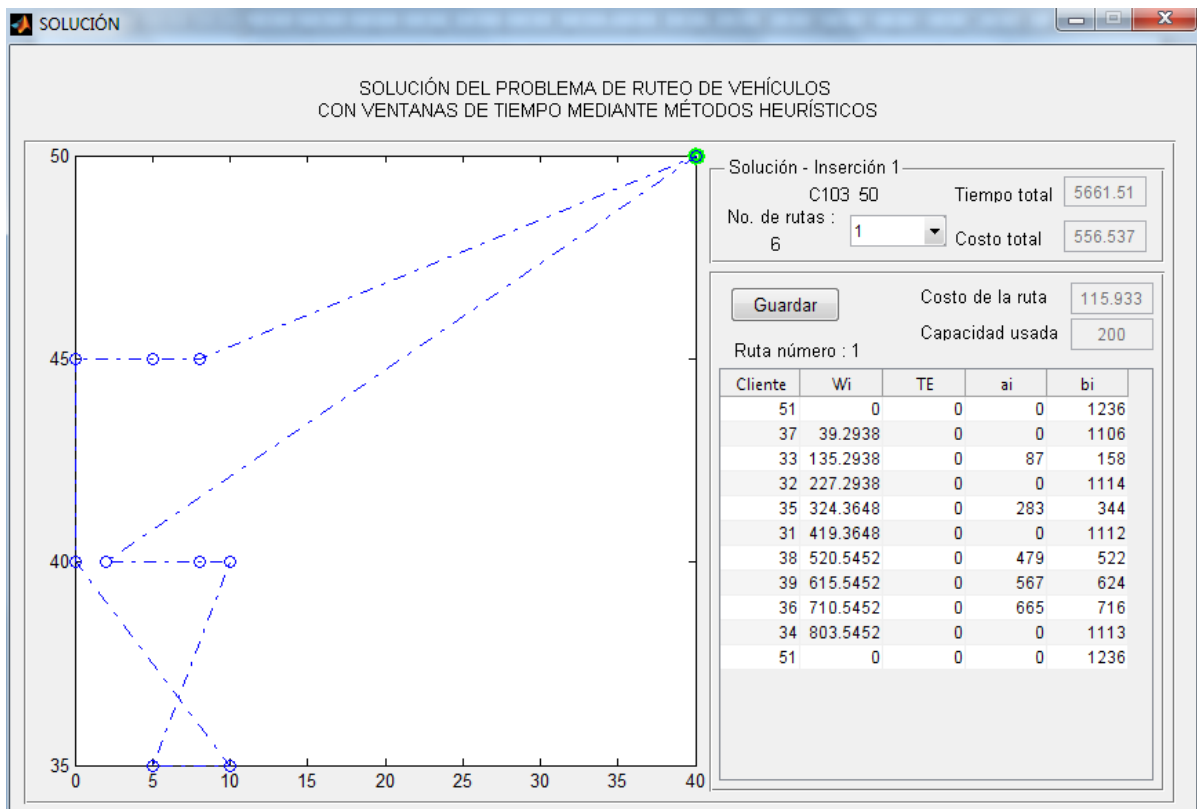 SOLUCIÓN
SOLUCIÓN DEL PROBLEMA DE RUTEO DE VEHÍCULOS
CON VENTANAS DE TIEMPO MEDIANTE MÉTODOS HEURÍSTICOS
50
45
40
35
0 5 10 15 20 25 30 35 40
Solución - Inserción 1
C103 50 Tiempo total 5661.51
No. de rutas : 1
6 Costo total 556.537
Guardar Costo de la ruta 115.933
Capacidad usada 200
Ruta número : 1
Cliente Wi TE ai bi
51 0 0 0 1236
37 39.2938 0 0 1106
33 135.2938 0 87 158
32 227.2938 0 0 1114
35 324.3648 0 283 344
31 419.3648 0 0 1112
38 520.5452 0 479 522
39 615.5452 0 567 624
36 710.5452 0 665 716
34 803.5452 0 0 1113
51 0 0 0 1236